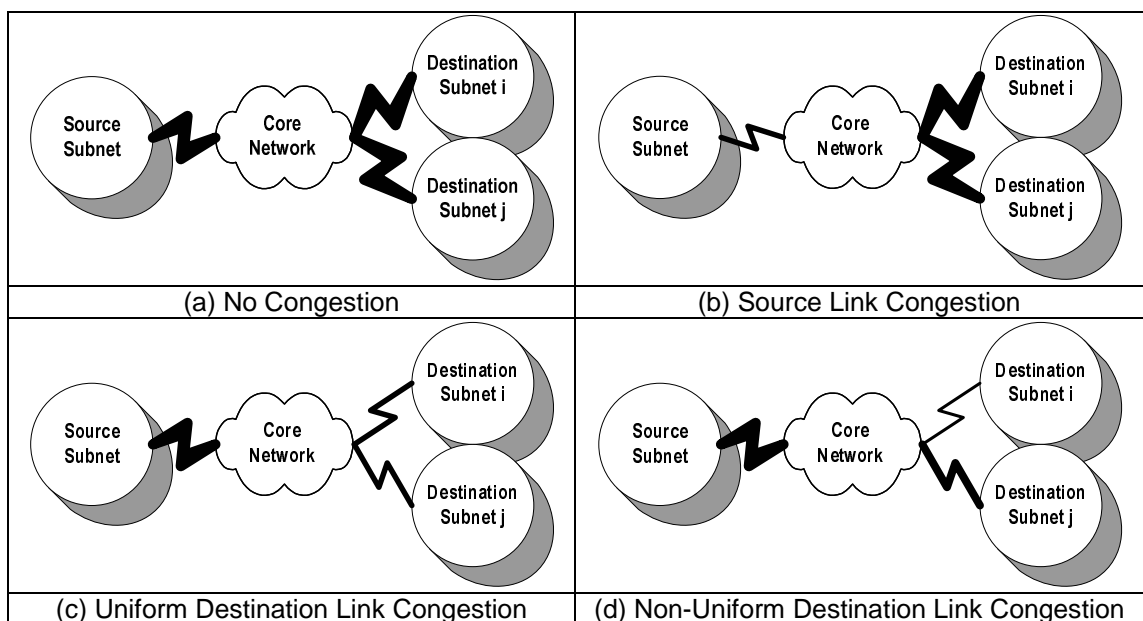 Source
Subnet
Core
Network
Destination
Subnet i
Destination
Subnet j
(a) No Congestion
Source
Subnet
Core
Network
Destination
Subnet i
Destination
Subnet j
(b) Source Link Congestion
Source
Subnet
Core
Network
Destination
Subnet i
Destination
Subnet j
(c) Uniform Destination Link Congestion
Source
Subnet
Core
Network
Destination
Subnet i
Destination
Subnet j
(d) Non-Uniform Destination Link Congestion